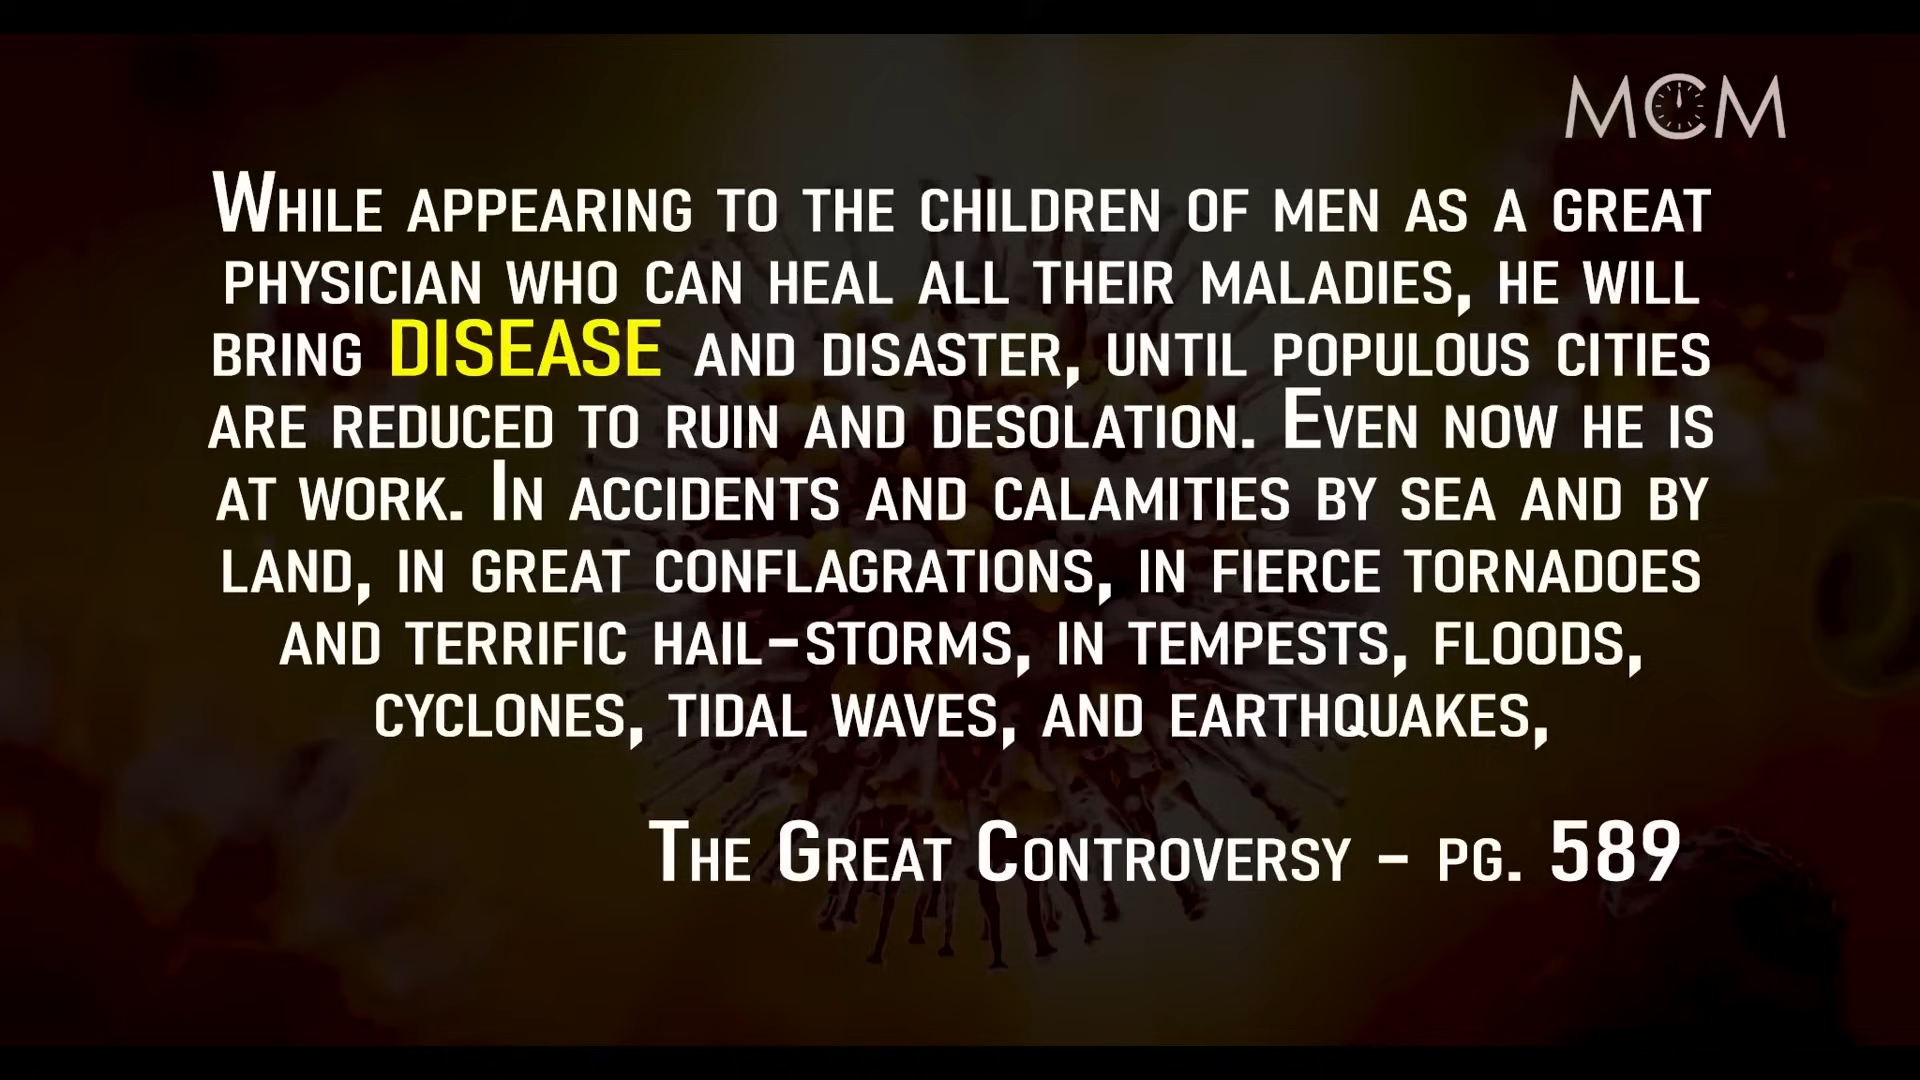 MCM
While appearing to the children of men as a great
physician who can heal all their maladies, he will
bring DISEASE and disaster, until populous cities
are reduced to ruin and desolation. Even now he is
at work. In accidents and calamities by sea and by
land, in great conflagrations, in fierce tornadoes
and terrific hail-storms, in tempests, floods,
cyclones, tidal waves, and earthquakes,
The Great Controversy - pg. 589